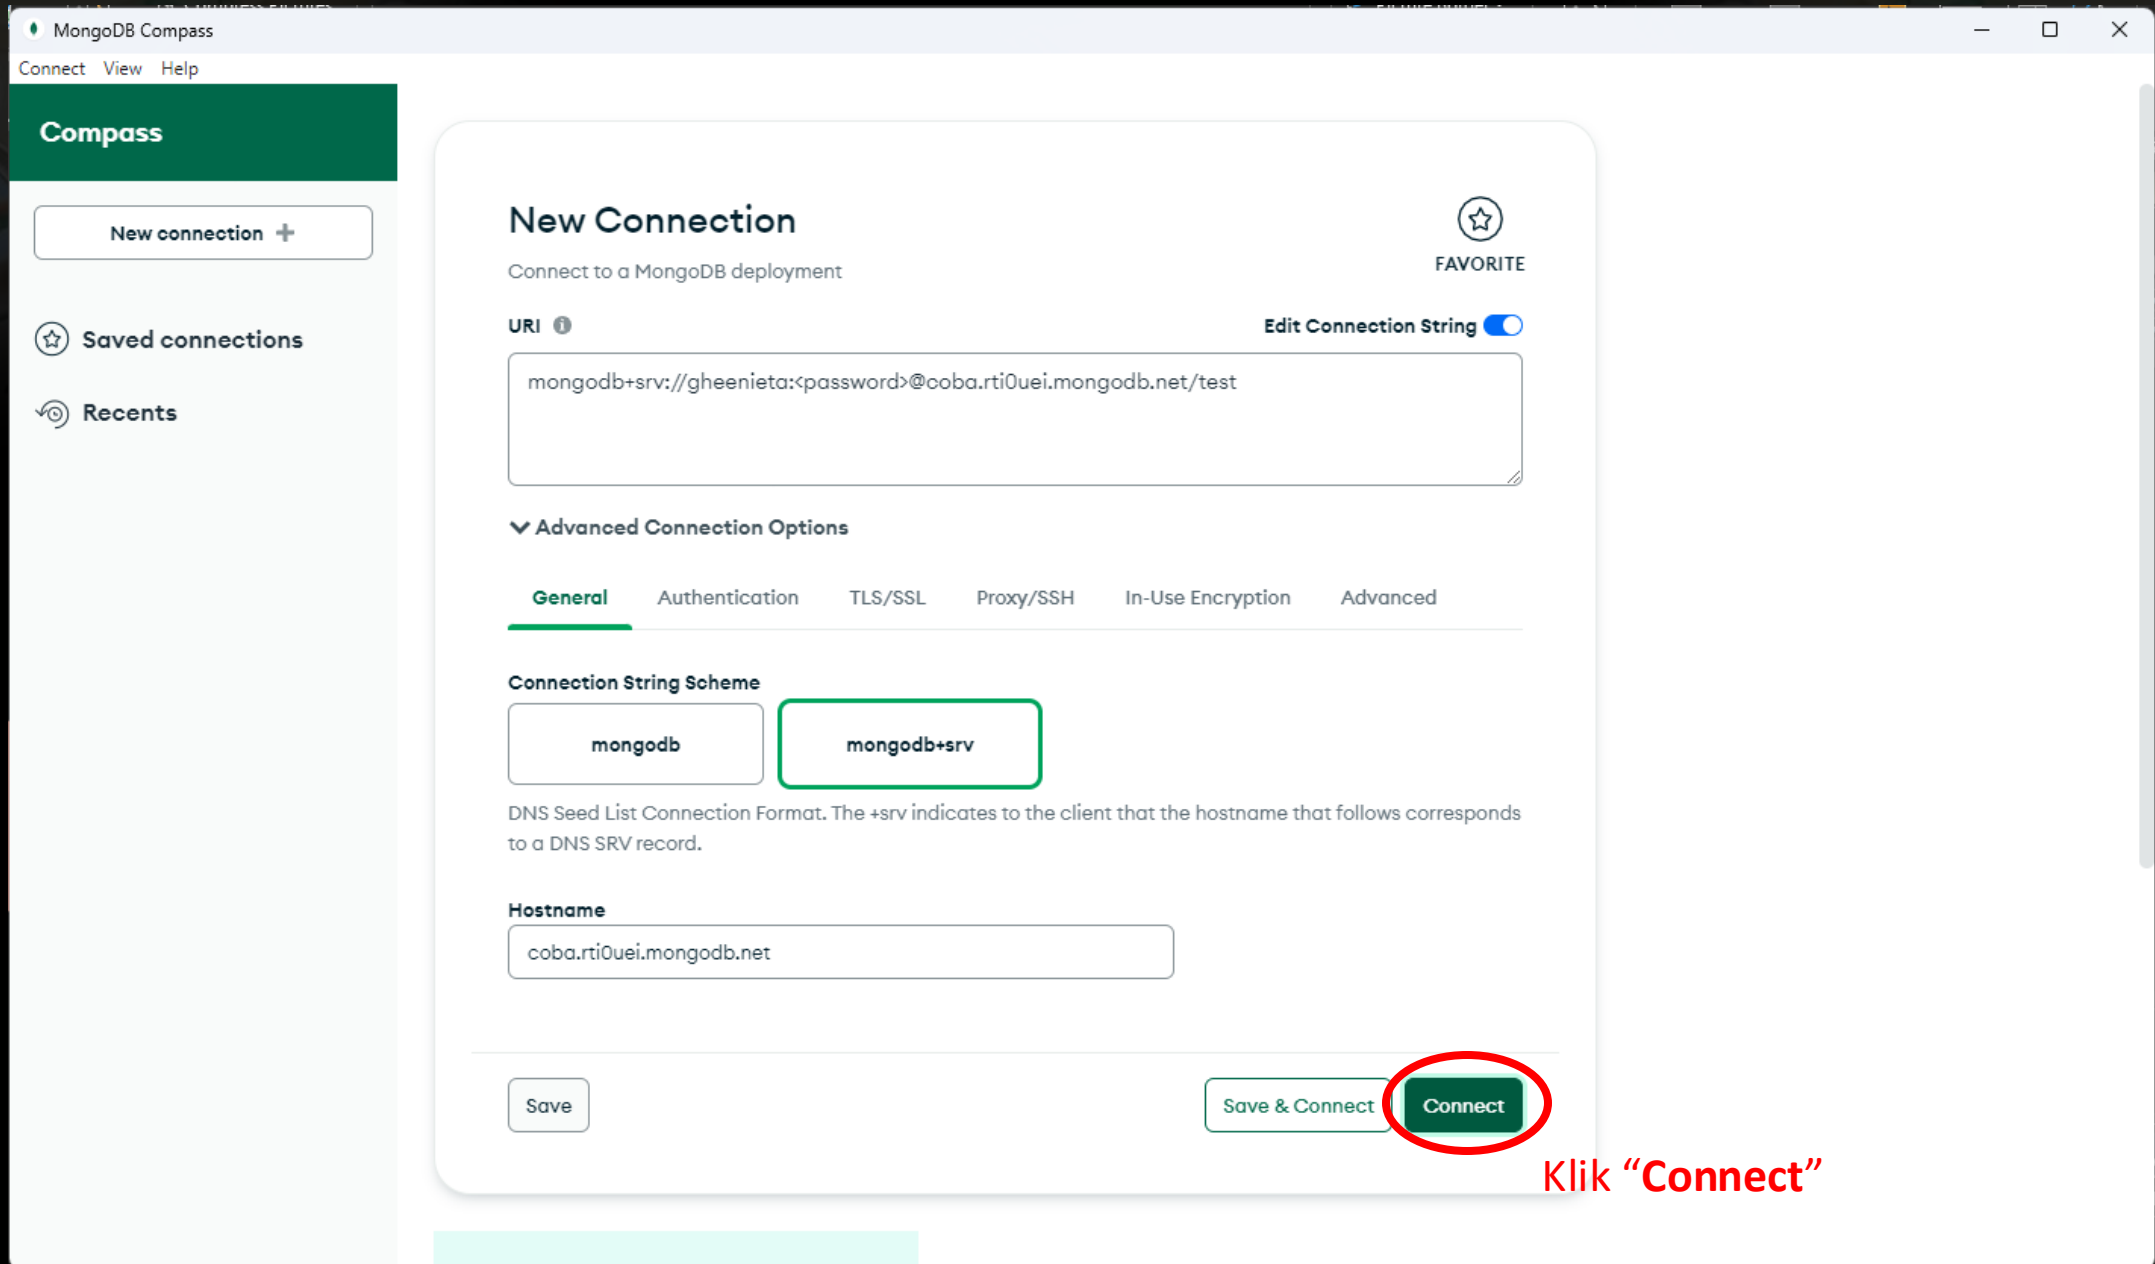 MongoDB Compass
Connect View Help
Compass
New connection
Saved connections
Recents
New Connection
FAVORITE
Connect to a MongoDB deployment
URI
Edit Connection String
mongodb+srv://gheenieta:<password>@coba.rti0uei.mongodb.net/test
Advanced Connection Options
General Authentication TLS/SSL Proxy/SSH In-Use Encryption Advanced
Connection String Scheme
mongodb
mongodb+srv
DNS Seed List Connection Format. The +srv indicates to the client that the hostname that follows corresponds
to a DNS SRV record.
Hostname
coba.rti0uei.mongodb.net
Save
Save & Connect
Connect
Klik “Connect”